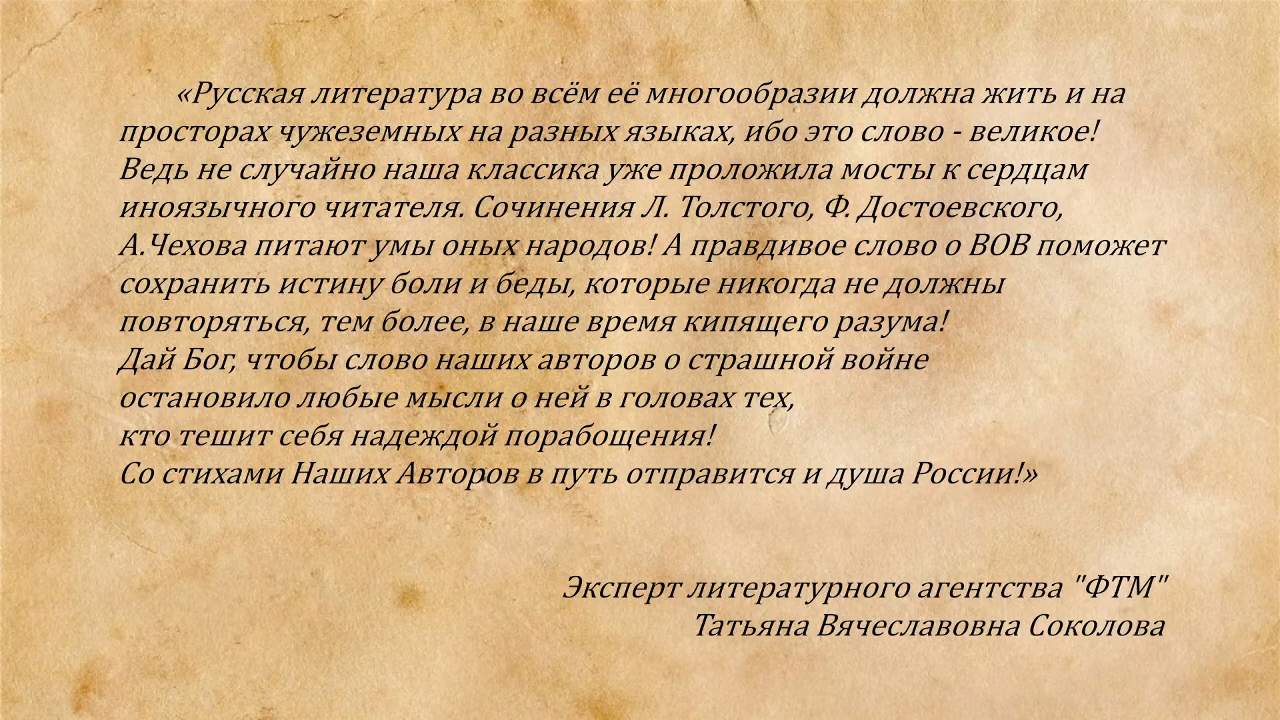 «Русская литература во всём её многообразии должна жить и на
просторах чужеземных на разных языках, ибо это слово - великое!
Ведь не случайно наша классика уже проложила мосты к сердцам
иноязычного читателя. Сочинения Л. Толстого, Ф. Достоевского,
А.Чехова питают умы оных народов! А правдивое слово о ВОВ поможет
сохранить истину боли и беды, которые никогда не должны
повторяться, тем более, в наше время кипящего разума!
Дай Бог, чтобы слово наших авторов о страшной войне
остановило любые мысли о ней в головах тех,
кто тешит себя надеждой порабощения!
Со стихами Наших Авторов в путь отправится и душа России!»
Эксперт литературного агентства "ФТМ"
Татьяна Вячеславовна Соколова